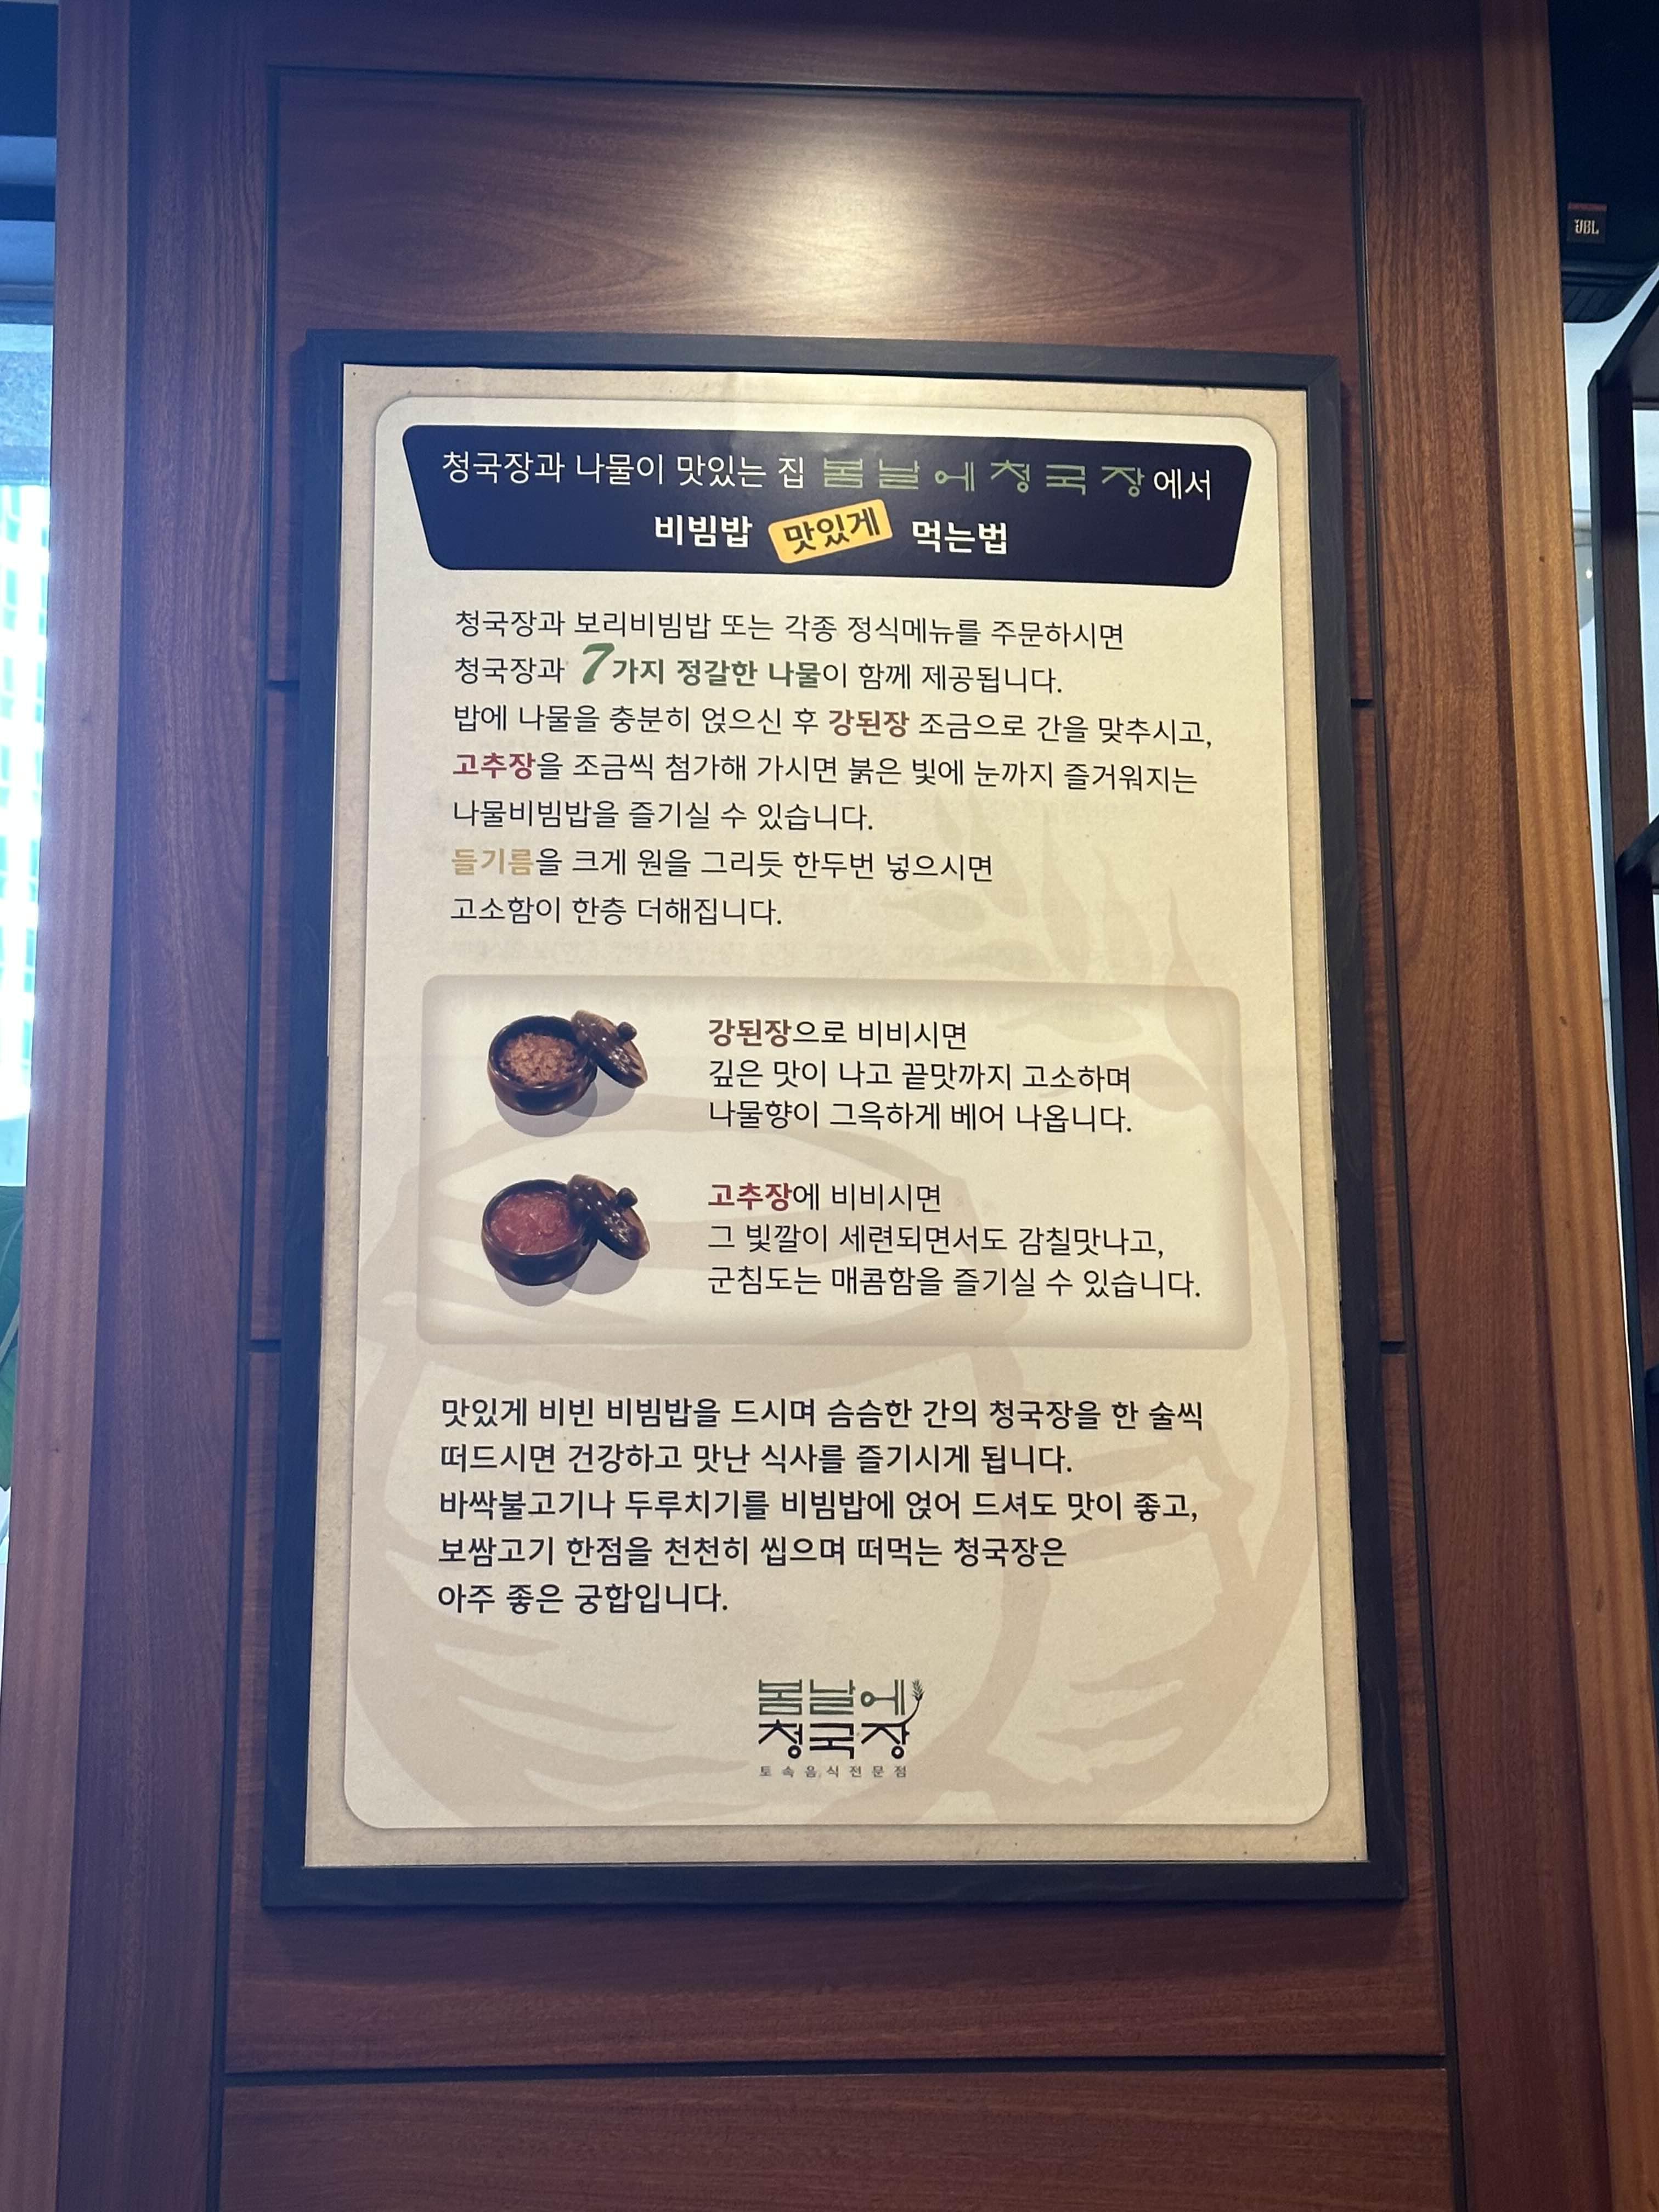 청국장과 나물이 맛있는 집 봄날에청국장에서
비빔밥 맛있게 먹는법
청국장과 보리비빔밥 또는 각종 정식메뉴를 주문하시면
청국장과 7가지 정갈한 나물이 함께 제공됩니다.
밥에 나물을 충분히 얹으신 후 강된장 조금으로 간을 맞추시고,
고추장을 조금씩 첨가해 가시면 붉은 빛에 눈까지 즐거워지는
나물비빔밥을 즐기실 수 있습니다.
들기름을 크게 원을 그리듯 한두번 넣으시면
고소함이 한층 더해집니다.
강된장으로 비비시면
깊은 맛이 나고 끝맛까지 고소하며
나물향이 그윽하게 베어 나옵니다.
고추장에 비비시면
그 빛깔이 세련되면서도 감칠맛나고,
군침도는 매콤함을 즐기실 수 있습니다.
맛있게 비빈 비빔밥을 드시며 슴슴한 간의 청국장을 한 술씩
떠드시면 건강하고 맛난 식사를 즐기시게 됩니다.
바싹불고기나 두루치기를 비빔밥에 얹어 드셔도 맛이 좋고,
보쌈고기 한점을 천천히 씹으며 떠먹는 청국장은
아주 좋은 궁합입니다.
봄날에
청국장
토속음식전문점
JBL